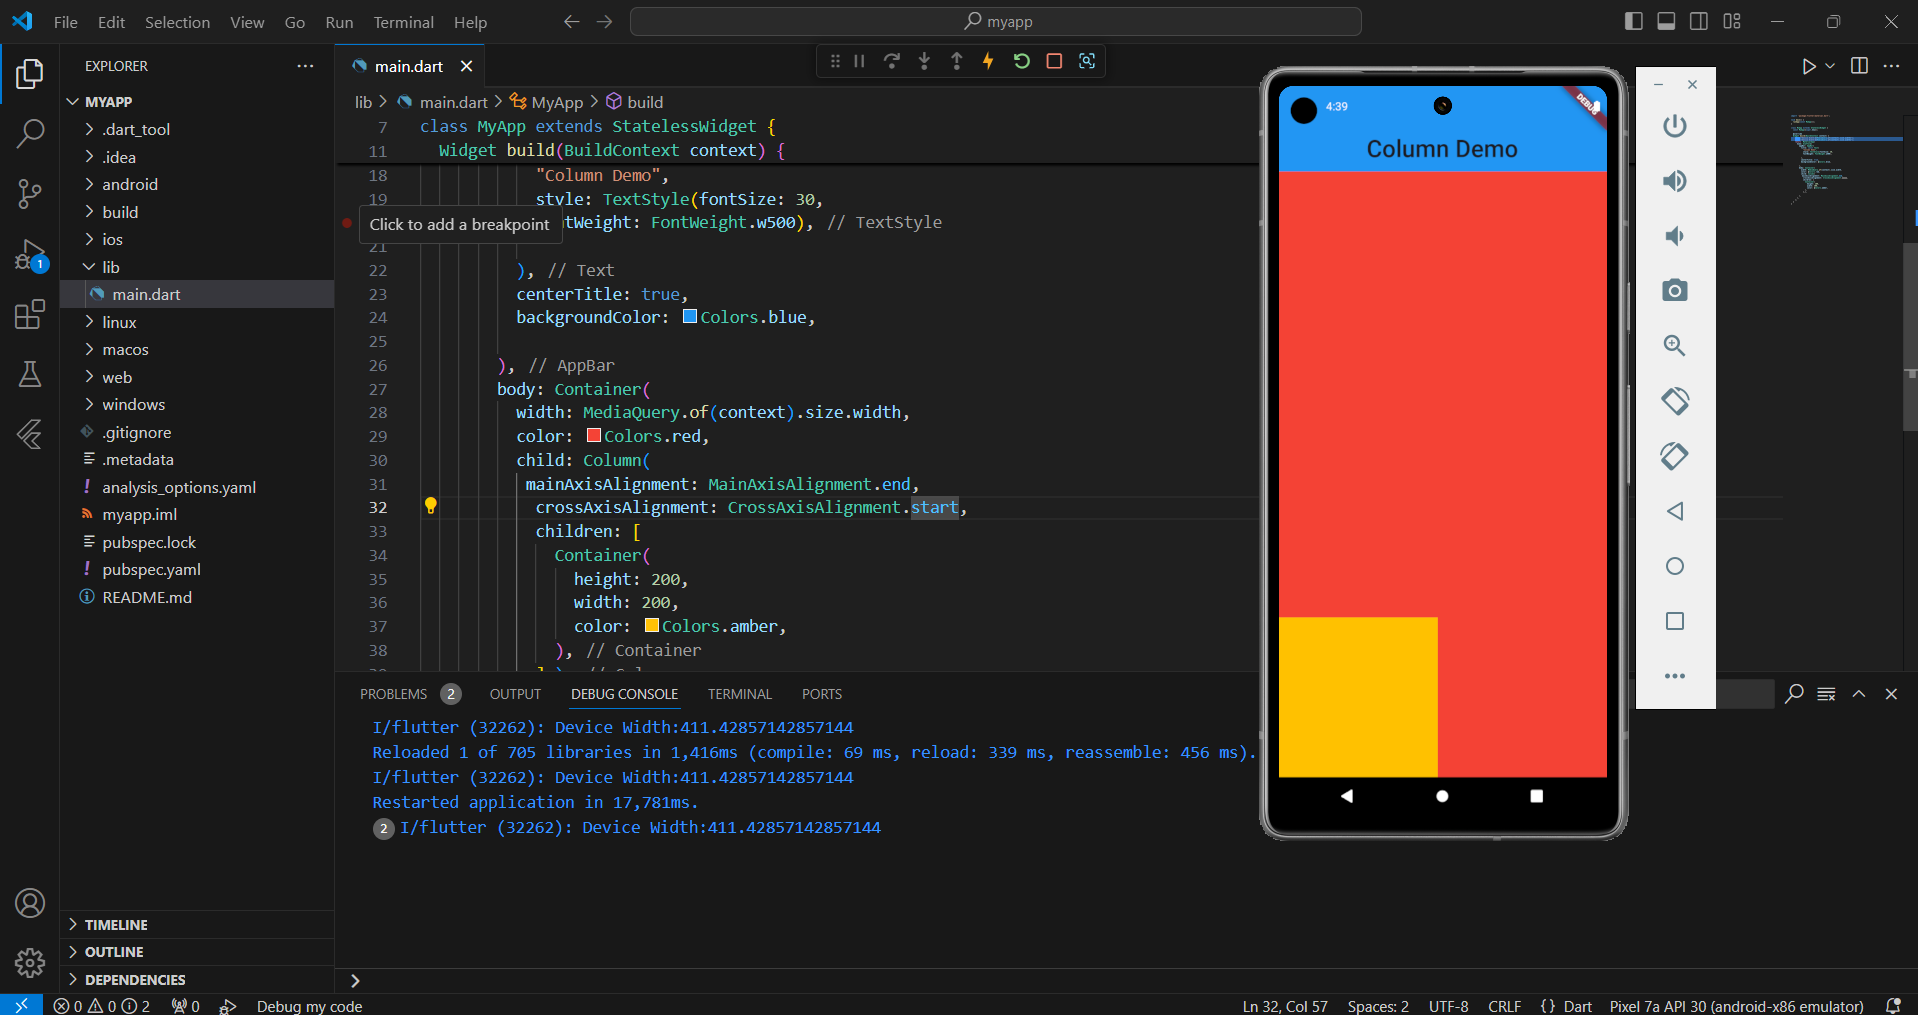 File Edit Selection View Go Run Terminal Help
myapp
EXPLORER
MYAPP
.dart_tool
.idea
android
build
ios
lib
main.dart
linux
macos
web
windows
.gitignore
.metadata
analysis_options.yaml
myapp.iml
pubspec.lock
pubspec.yaml
README.md
TIMELINE
OUTLINE
DEPENDENCIES
1
main.dart
lib > main.dart > MyApp > build
7 class MyApp extends StatelessWidget {
11 Widget build(BuildContext context) {
18 "Column Demo",
19 style: TextStyle(fontSize: 30,
Click to add a breakpoint
tWeight: FontWeight.w500), // TextStyle
21
22 ), // Text
23 centerTitle: true,
24 backgroundColor: Colors.blue,
25
26 ), // AppBar
27 body: Container(
28 width: MediaQuery.of(context).size.width,
29 color: Colors.red,
30 child: Column(
31 mainAxisAlignment: MainAxisAlignment.end,
32 crossAxisAlignment: CrossAxisAlignment.start,
33 children: [
34 Container(
35 height: 200,
36 width: 200,
37 color: Colors.amber,
38 ), // Container
PROBLEMS 2 OUTPUT DEBUG CONSOLE TERMINAL PORTS
I/flutter (32262): Device Width:411.42857142857144
Reloaded 1 of 705 libraries in 1,416ms (compile: 69 ms, reload: 339 ms, reassemble: 456 ms).
I/flutter (32262): Device Width:411.42857142857144
Restarted application in 17,781ms.
2 I/flutter (32262): Device Width:411.42857142857144
4:39
DEBUG
Column Demo
0 0 2 0 Debug my code
Ln 32, Col 57 Spaces: 2 UTF-8 CRLF {} Dart Pixel 7a API 30 (android-x86 emulator)